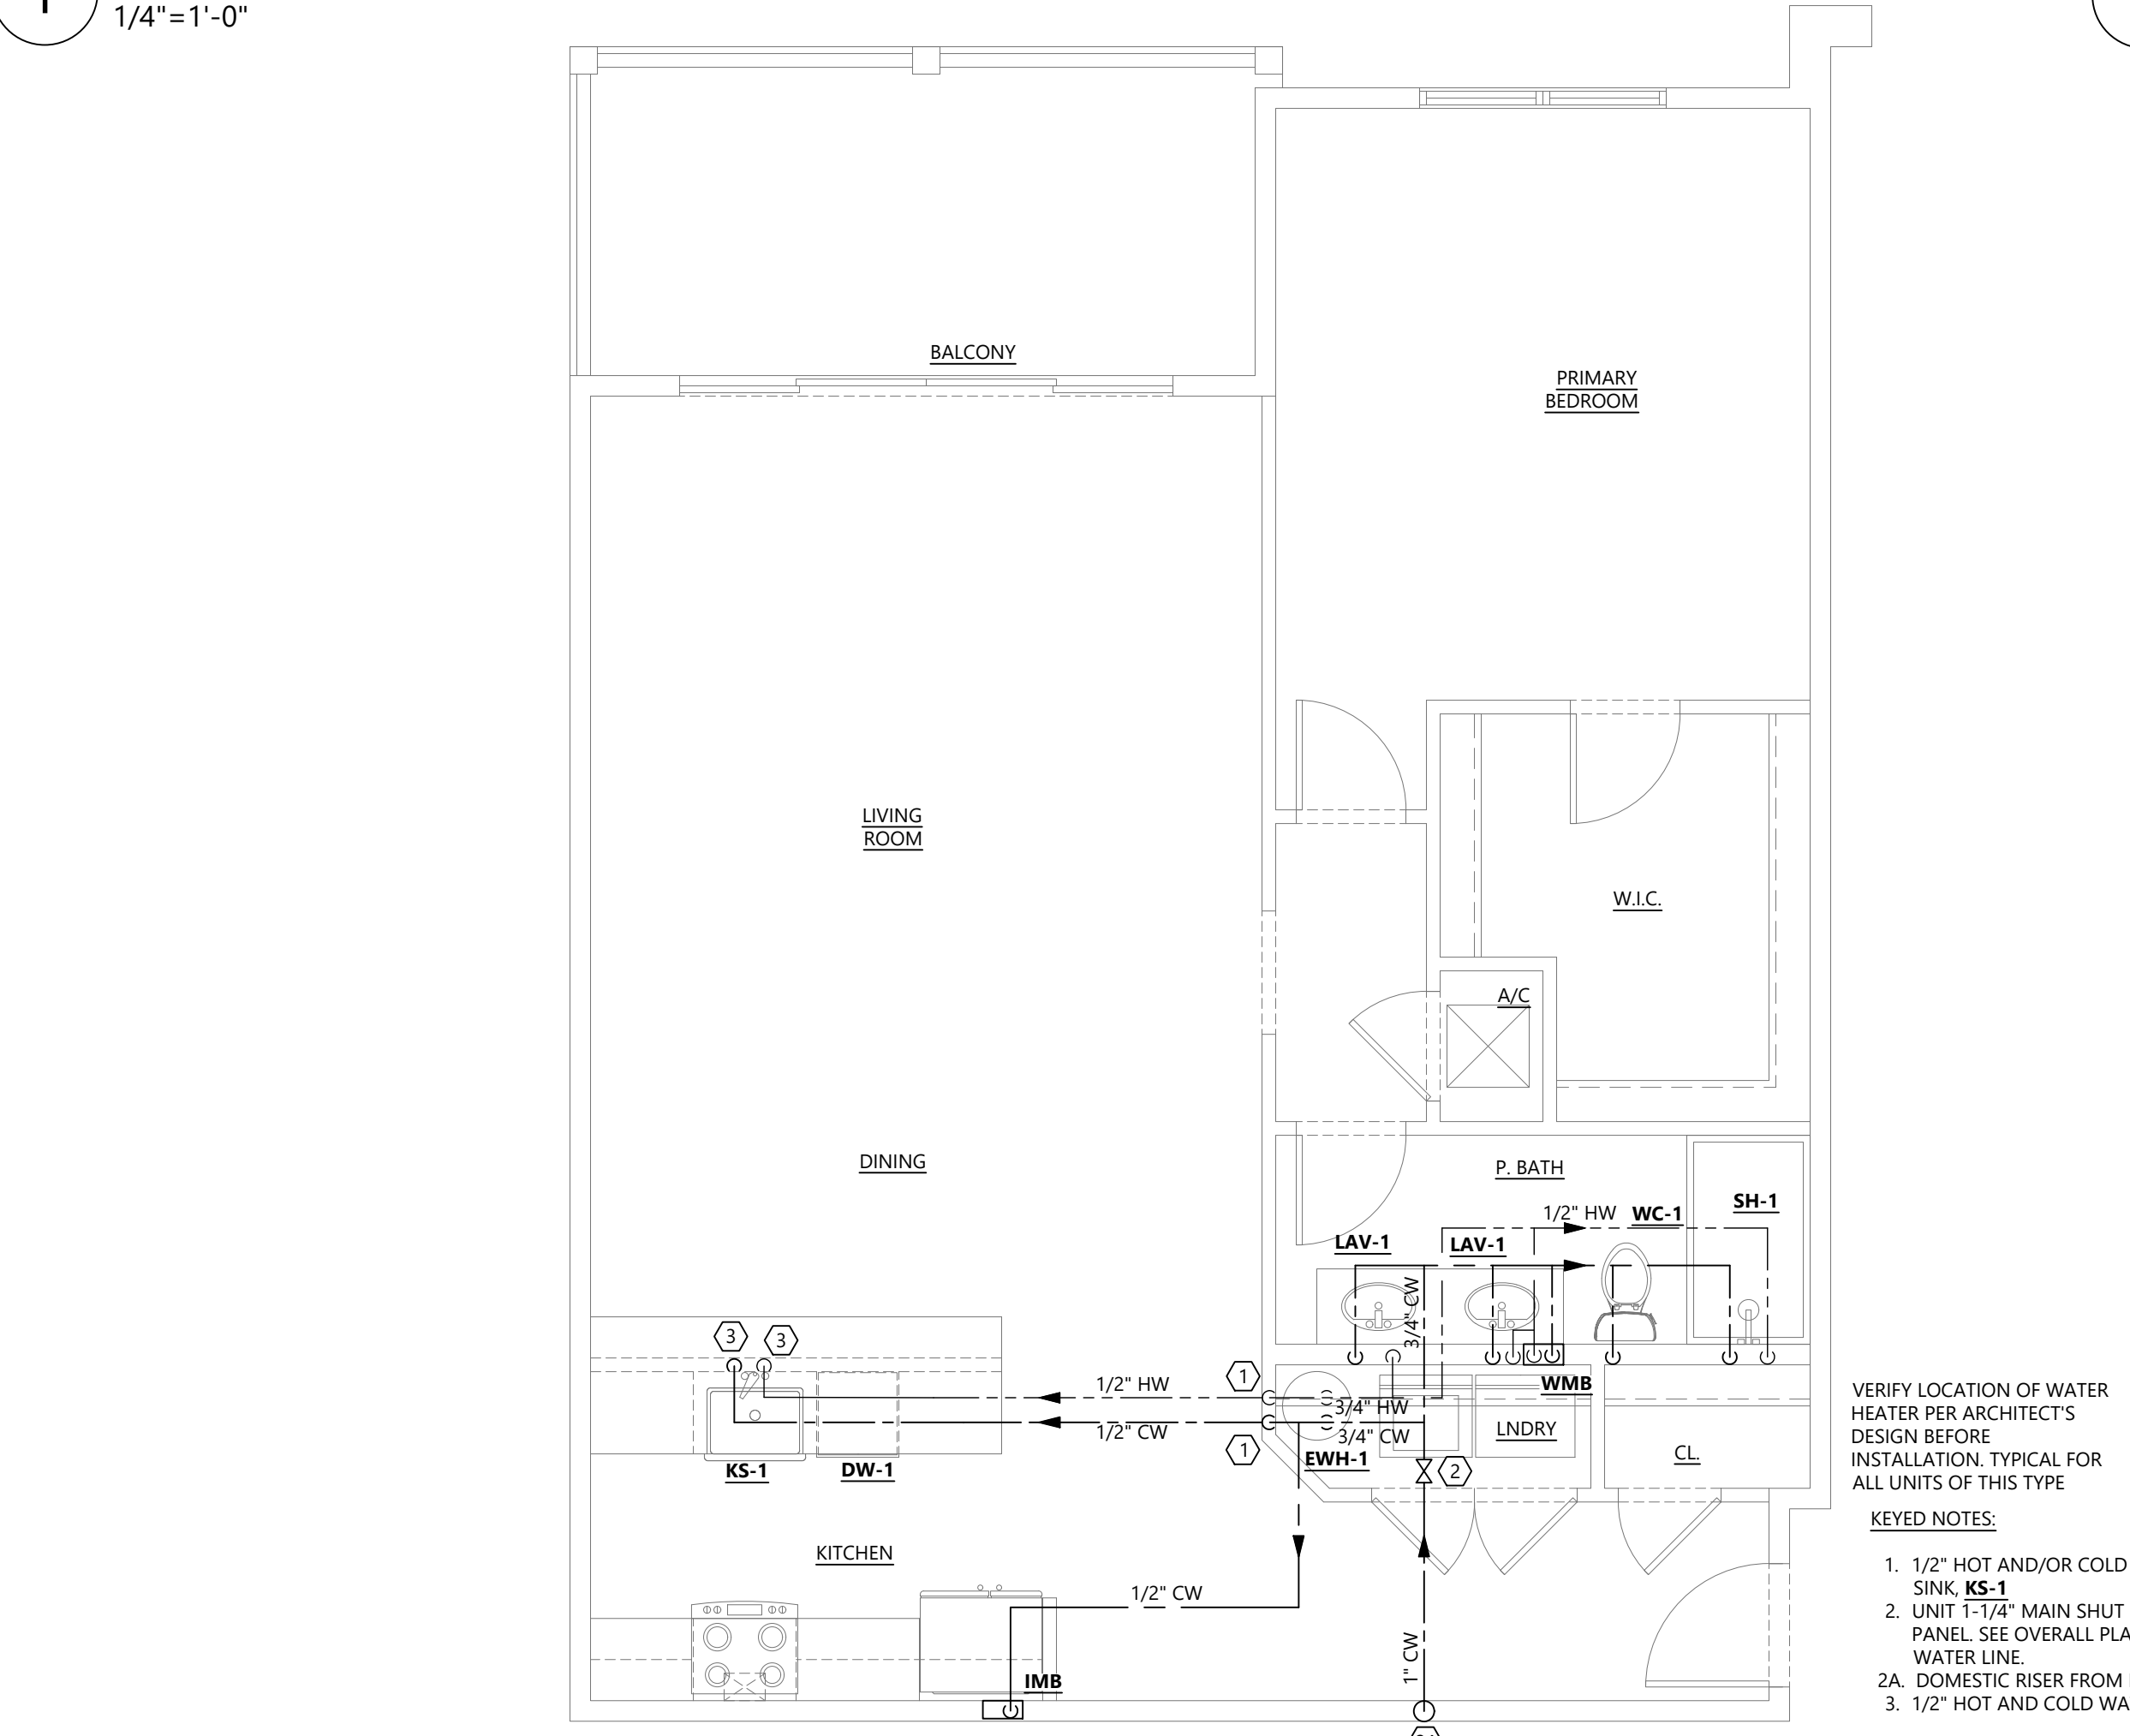 1/4"=1'-0"
BALCONY
PRIMARY
BEDROOM
LIVING
ROOM
W.I.C.
A/C
DINING
P. BATH
SH-1
1/2" HW
WC-1
LAV-1
LAV-1
3/4" CW
3
3
1
1/2" HW
3/4" HW
WMB
1/2" CW
3/4" CW
LNDRY
1
EWH-1
2
CL.
KS-1
DW-1
KITCHEN
1/2" CW
1" CW
IMB
VERIFY LOCATION OF WATER
HEATER PER ARCHITECT'S
DESIGN BEFORE
INSTALLATION. TYPICAL FOR
ALL UNITS OF THIS TYPE
KEYED NOTES:
1. 1/2" HOT AND/OR COLD
SINK, KS-1
2. UNIT 1-1/4" MAIN SHUT
PANEL. SEE OVERALL PLA
WATER LINE.
2A. DOMESTIC RISER FROM
3. 1/2" HOT AND COLD WA